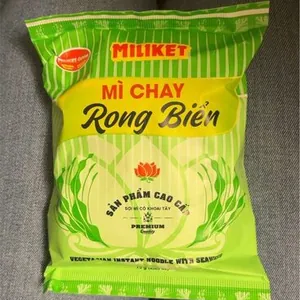 MILIKET
MÌ CHAY
Rong Biển
SẢN PHẨM CAO CẤP
SỢI MÌ CÓ KHOAI TÂY
PREMIUM
Quality
VEGETARIAN INSTANT NOODLE WITH SEAWEED